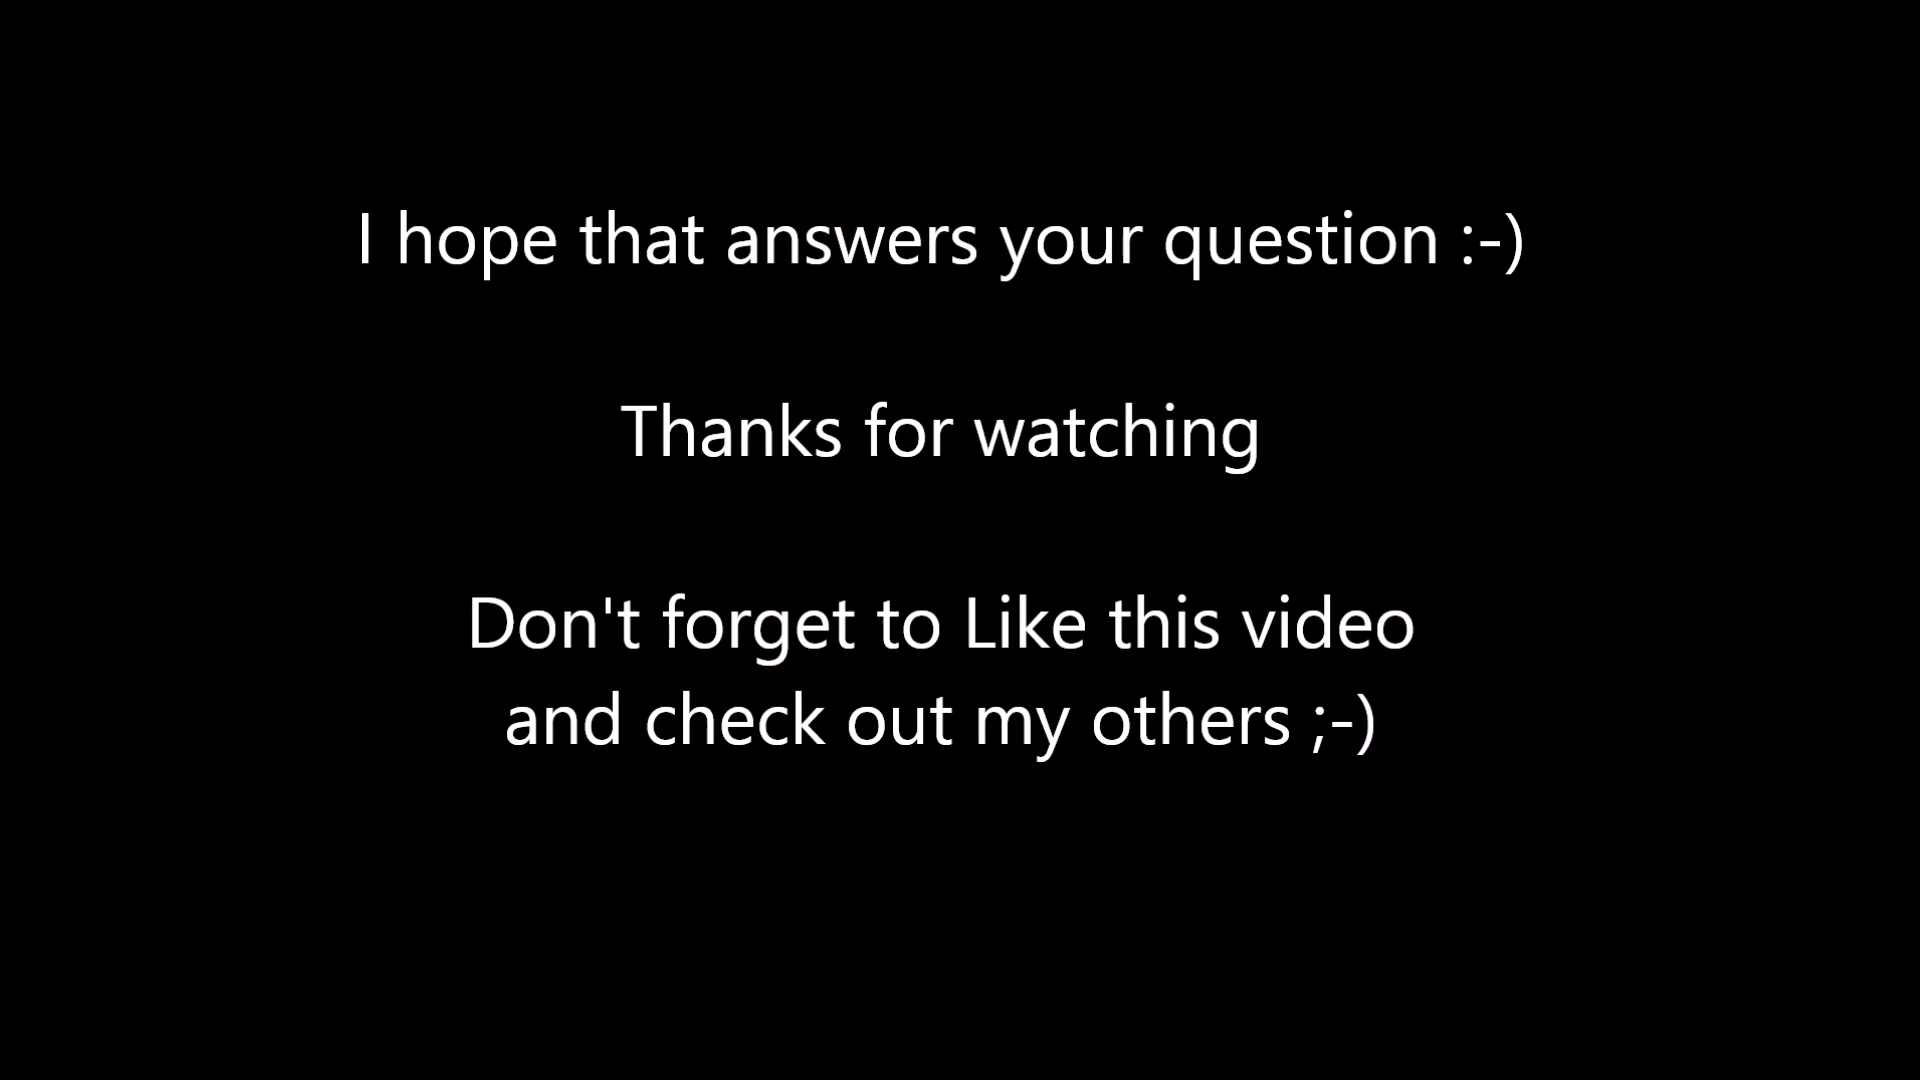 I hope that answers your question :-)
Thanks for watching
Don't forget to Like this video
and check out my others ;-)